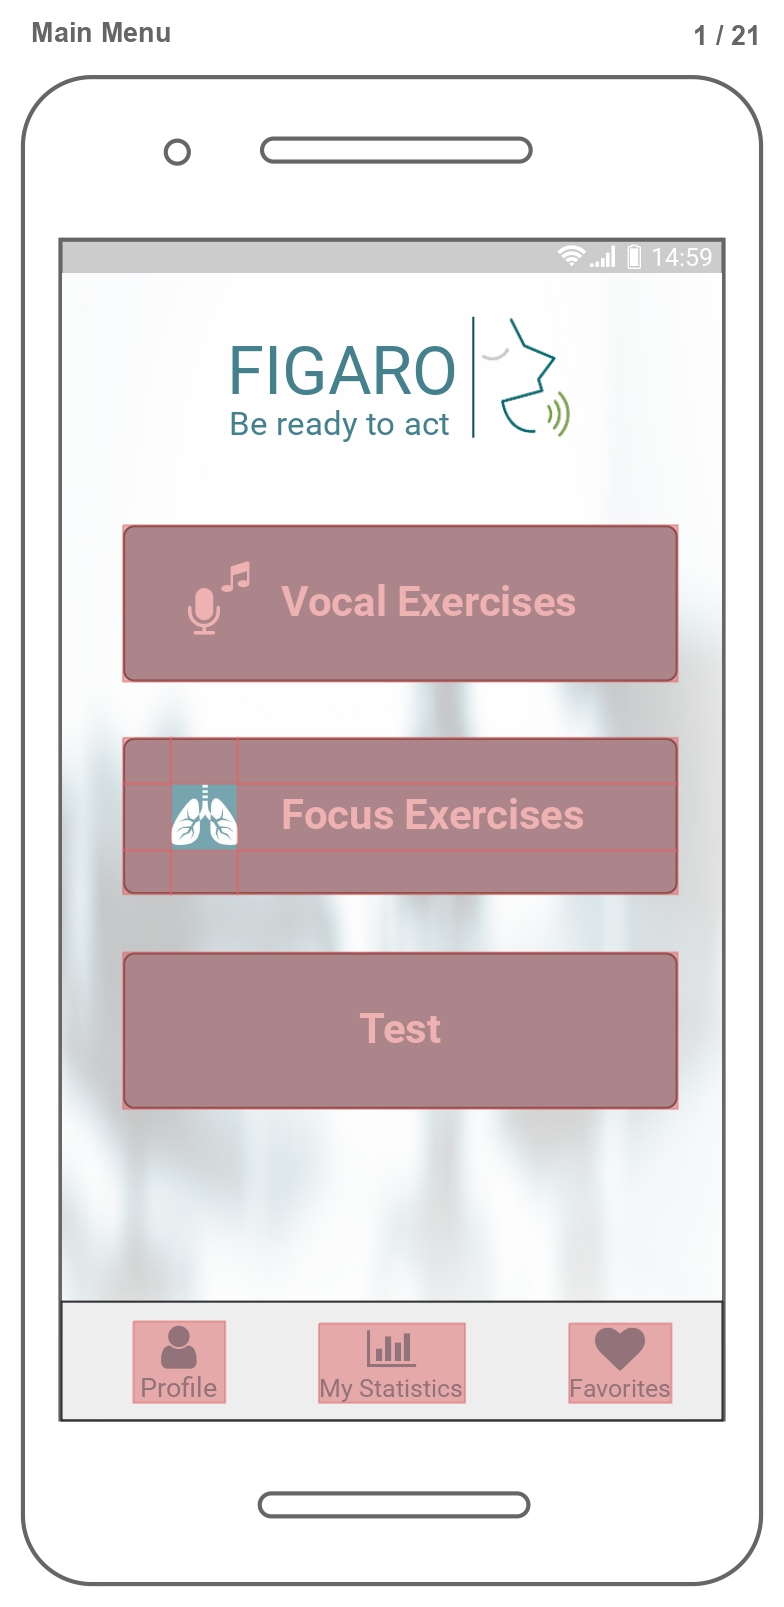 Main Menu
1 / 21
14:59
FIGARO
Be ready to act
Vocal Exercises
Focus Exercises
Test
Profile
My Statistics
Favorites